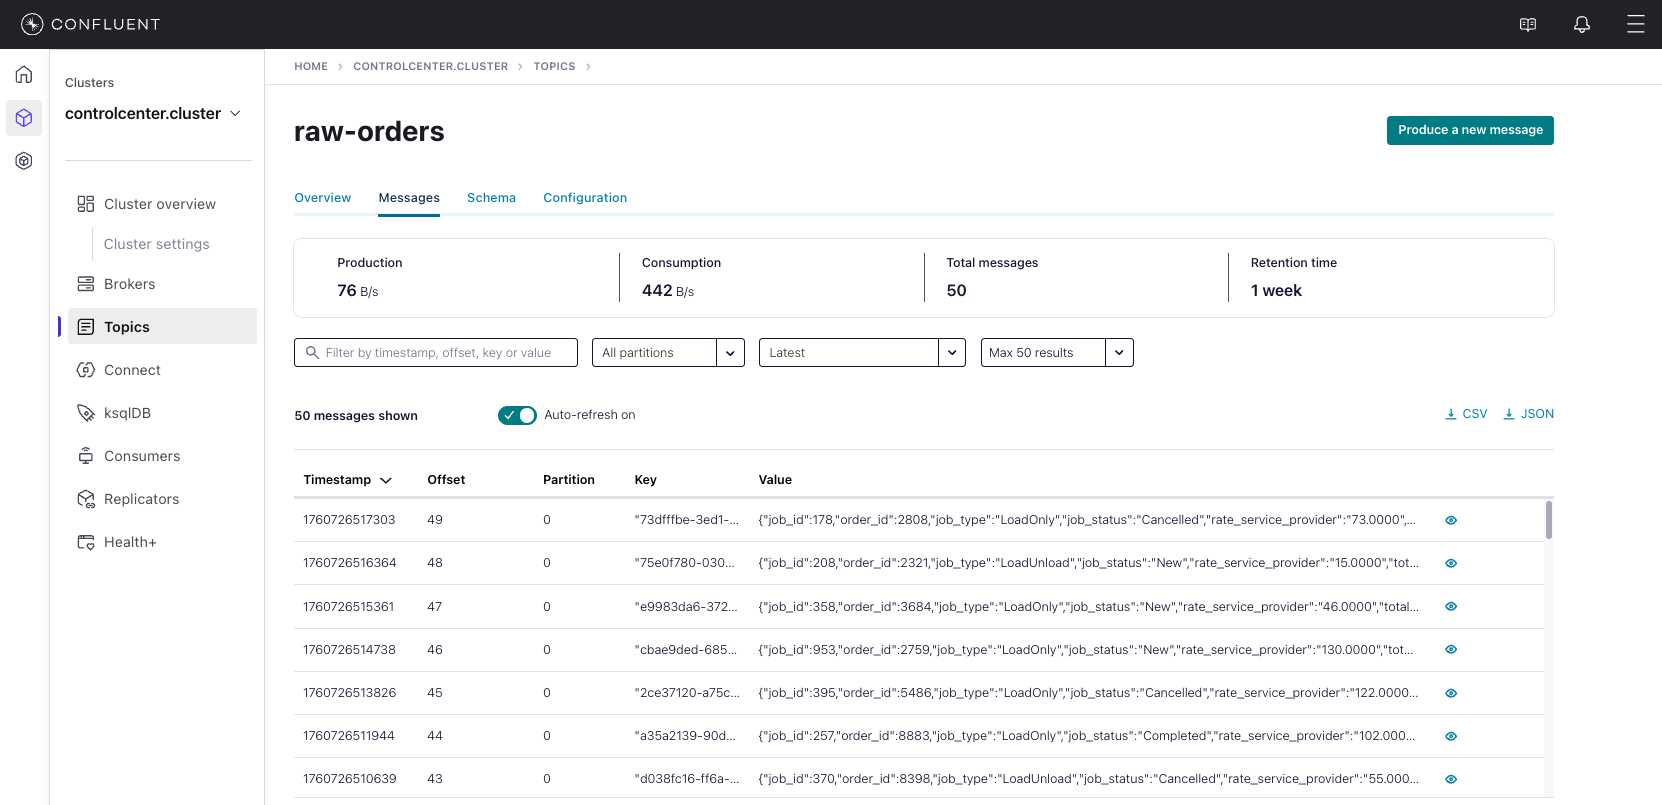 CONFLUENT
HOME > CONTROLCENTER.CLUSTER > TOPICS >
Clusters
controlcenter.cluster
Cluster overview
Cluster settings
Brokers
Topics
Connect
ksqlDB
Consumers
Replicators
Health+
raw-orders
Produce a new message
Overview Messages Schema Configuration
Production Consumption Total messages Retention time
76 B/s 442 B/s 50 1 week
Filter by timestamp, offset, key or value All partitions Latest Max 50 results
50 messages shown Auto-refresh on CSV JSON
Timestamp Offset Partition Key Value
1760726517303 49 0 "73dfffbe-3ed1-... {"job_id":178,"order_id":2808,"job_type":"LoadOnly","job_status":"Cancelled","rate_service_provider":"73.0000",...
1760726516364 48 0 "75e0f780-030... {"job_id":208,"order_id":2321,"job_type":"LoadUnload","job_status":"New","rate_service_provider":"15.0000","tot...
1760726515361 47 0 "e9983da6-372... {"job_id":358,"order_id":3684,"job_type":"LoadOnly","job_status":"New","rate_service_provider":"46.0000","total...
1760726514738 46 0 "cbae9ded-685... {"job_id":953,"order_id":2759,"job_type":"LoadOnly","job_status":"New","rate_service_provider":"130.0000","tot...
1760726513826 45 0 "2ce37120-a75c... {"job_id":395,"order_id":5486,"job_type":"LoadOnly","job_status":"Cancelled","rate_service_provider":"122.0000...
1760726511944 44 0 "a35a2139-90d... {"job_id":257,"order_id":8883,"job_type":"LoadOnly","job_status":"Completed","rate_service_provider":"102.000...
1760726510639 43 0 "d038fc16-ff6a-... {"job_id":370,"order_id":8398,"job_type":"LoadUnload","job_status":"Cancelled","rate_service_provider":"55.000...